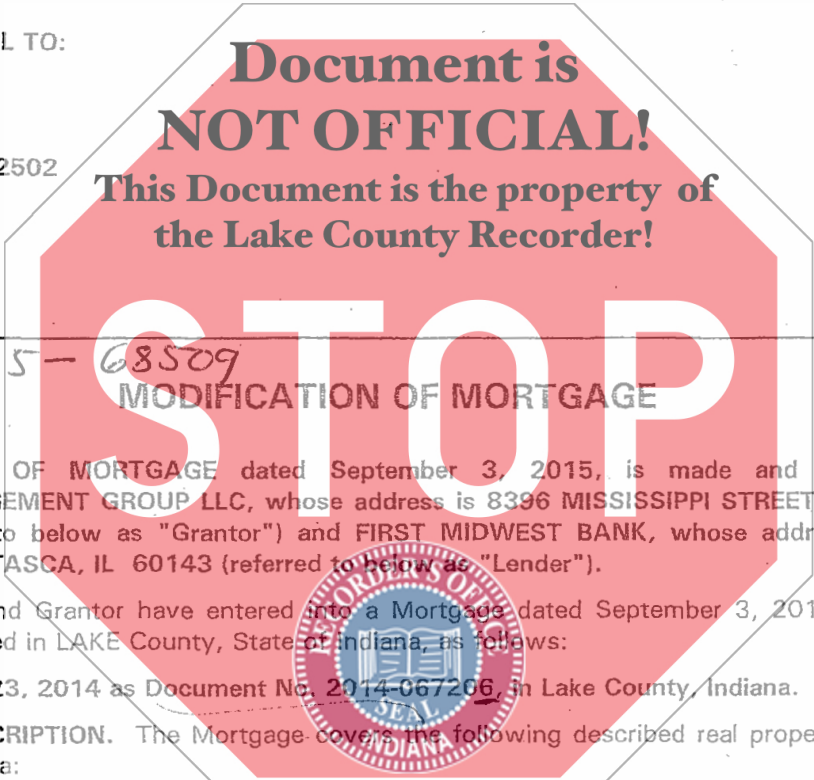 L TO:
Document is
NOT OFFICIAL!
2502
This Document is the property of
the Lake County Recorder!
STOP
5 - 68509
MODIFICATION OF MORTGAGE
OF MORTGAGE dated September 3, 2015, is made and
EMENT GROUP LLC, whose address is 8396 MISSISSIPPI STREET
o below as "Grantor") and FIRST MIDWEST BANK, whose addr
TASCA, IL 60143 (referred to below as "Lender").
nd Grantor have entered into a Mortgage dated September 3, 201
d in LAKE County, State of Indiana, as follows:
23, 2014 as Document No. 2014-067206, in Lake County, Indiana.
CRIPTION. The Mortgage covers the following described real prope
a:
RECORDER'S OFFICE
SEAL
INDIANA